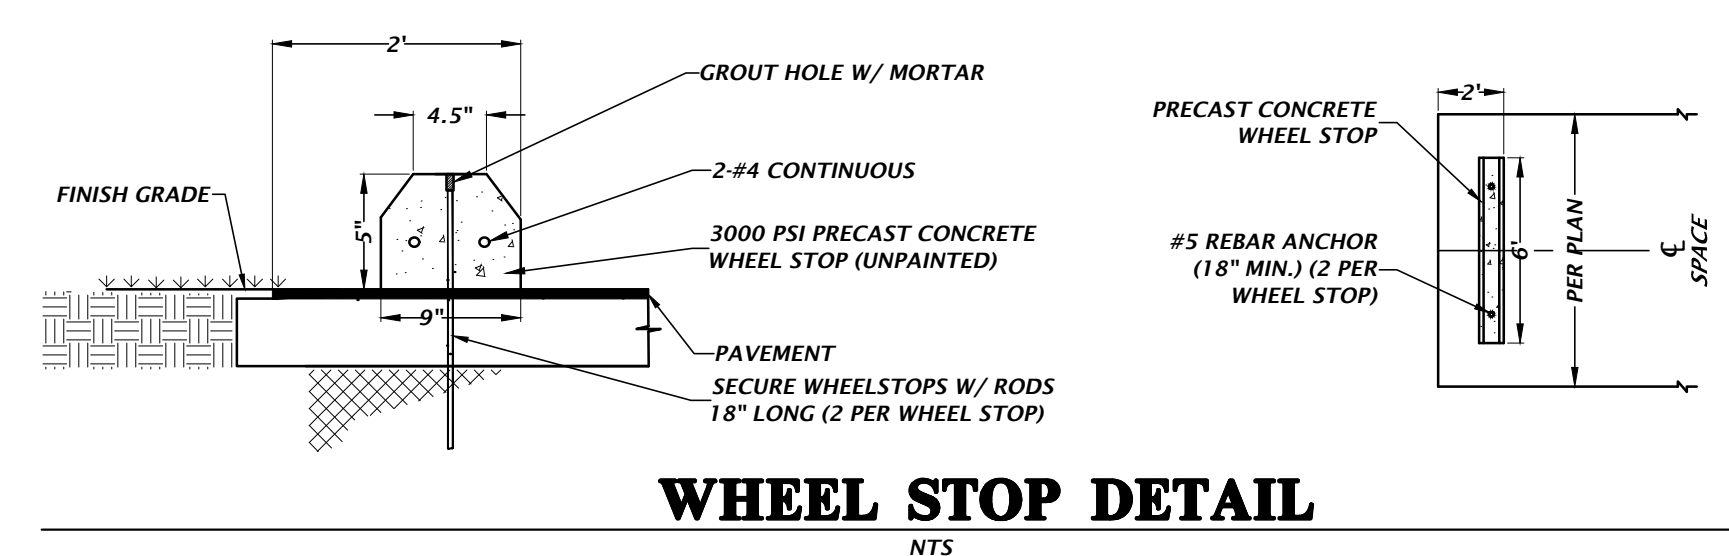 2'
GROUT HOLE W/ MORTAR
4.5"
2-#4 CONTINUOUS
FINISH GRADE
5"
3000 PSI PRECAST CONCRETE
WHEEL STOP (UNPAINTED)
9"
PAVEMENT
SECURE WHEELSTOPS W/ RODS
18" LONG (2 PER WHEEL STOP)
2'
PRECAST CONCRETE
WHEEL STOP
#5 REBAR ANCHOR
(18" MIN.) (2 PER
WHEEL STOP)
6'
PER PLAN
℄
SPACE
WHEEL STOP DETAIL
NTS